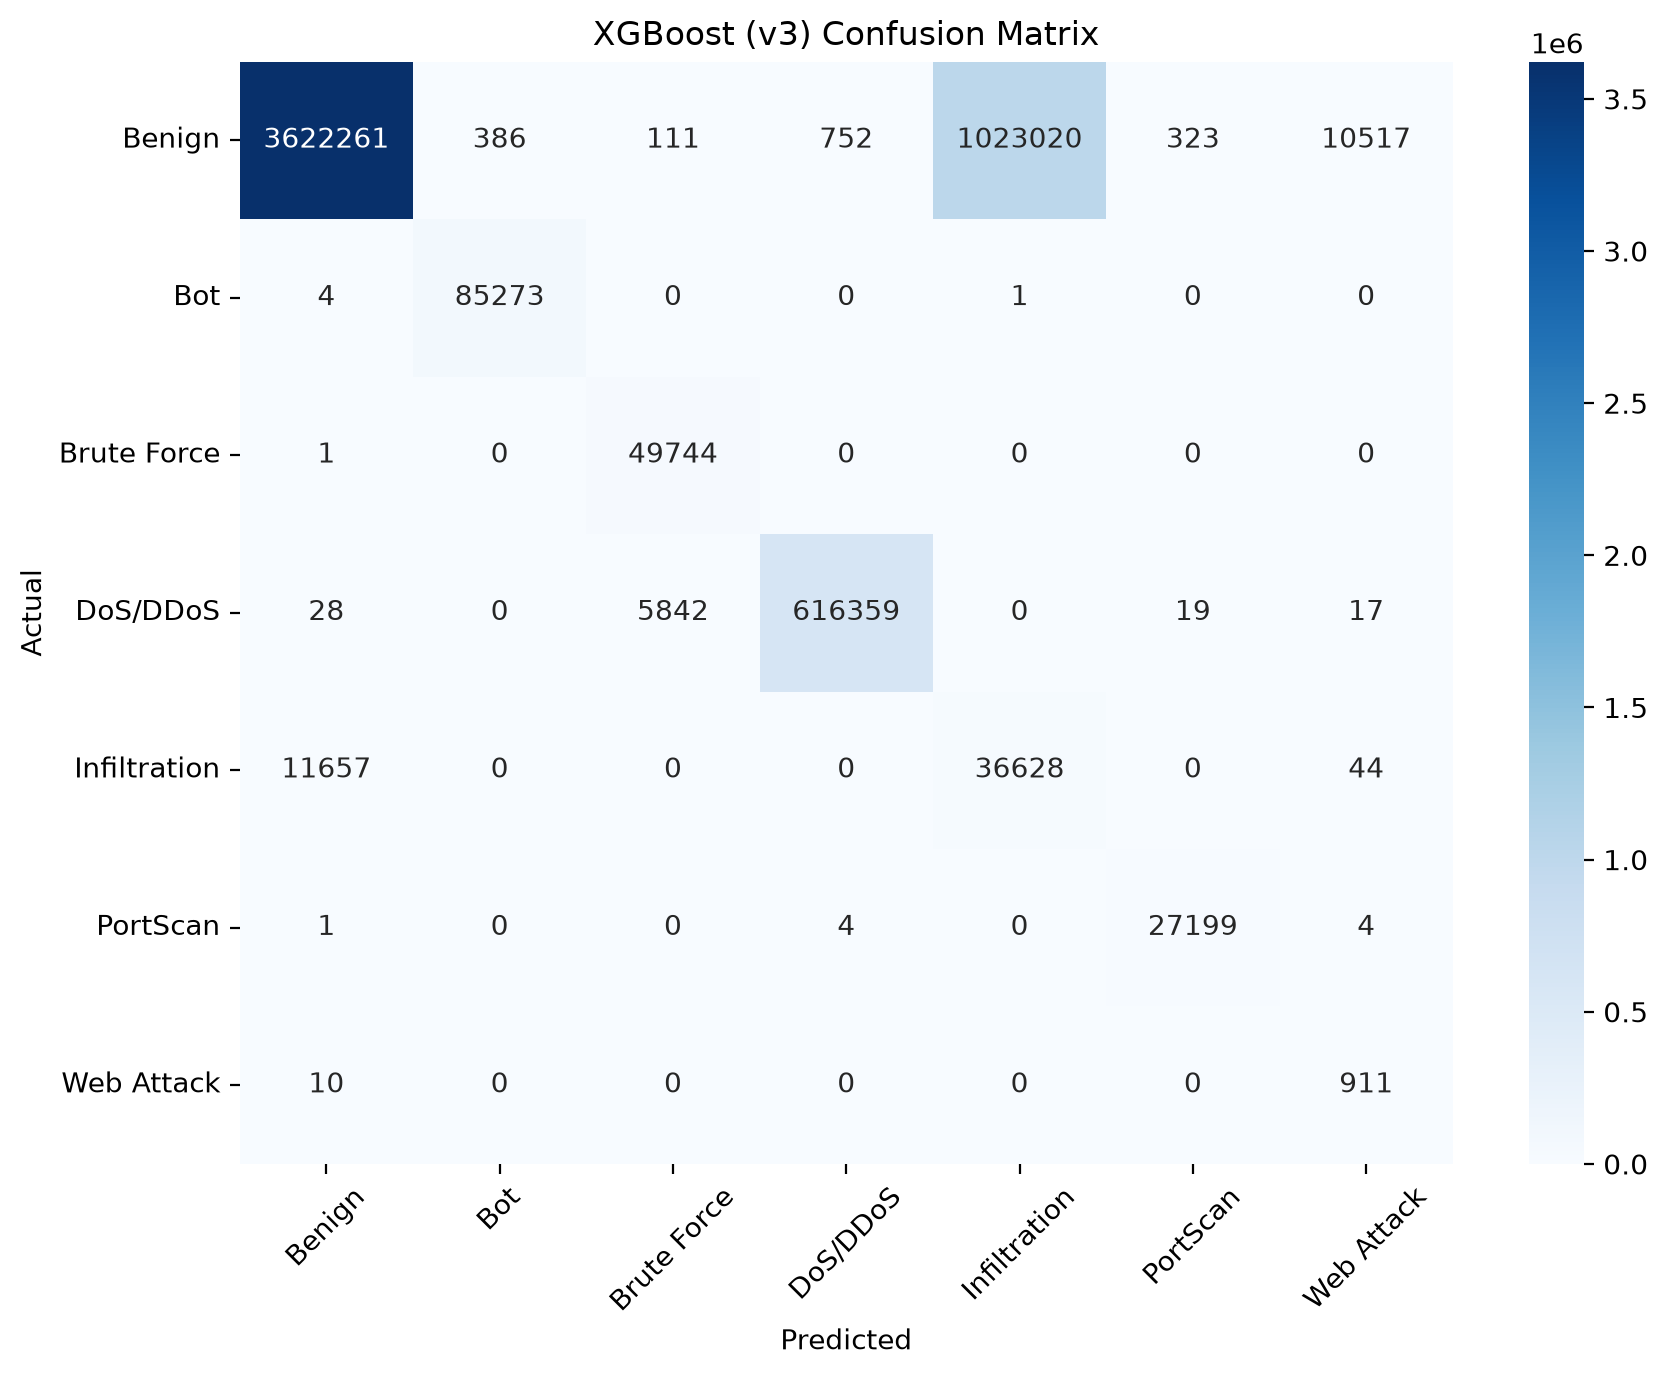 XGBoost (v3) Confusion Matrix
1e6
Actual
Benign 3622261 386 111 752 1023020 323 10517
Bot 4 85273 0 0 1 0 0
Brute Force 1 0 49744 0 0 0 0
DoS/DDoS 28 0 5842 616359 0 19 17
Infiltration 11657 0 0 0 36628 0 44
PortScan 1 0 0 4 0 27199 4
Web Attack 10 0 0 0 0 0 911
Benign Bot Brute Force DoS/DDoS Infiltration PortScan Web Attack
Predicted
3.5
3.0
2.5
2.0
1.5
1.0
0.5
0.0